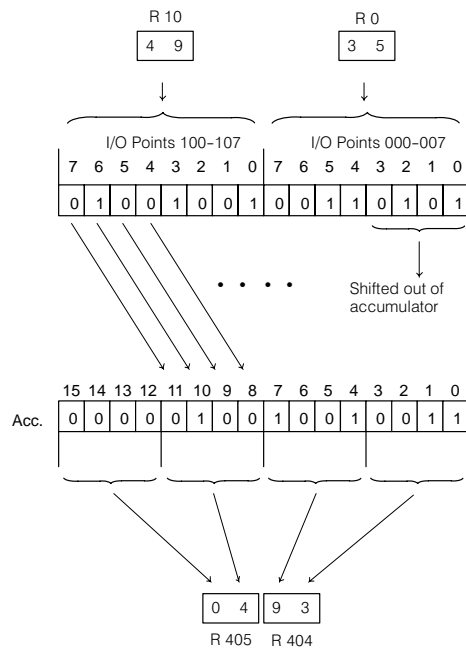 R 10 R 0
4 9 3 5
I/O Points 100-107 I/O Points 000-007
7 6 5 4 3 2 1 0 7 6 5 4 3 2 1 0
0 1 0 0 1 0 0 1 0 0 1 1 0 1 0 1
Shifted out of
accumulator
15 14 13 12 11 10 9 8 7 6 5 4 3 2 1 0
Acc. 0 0 0 0 0 1 0 0 1 0 0 1 0 0 1 1
0 4 9 3
R 405 R 404